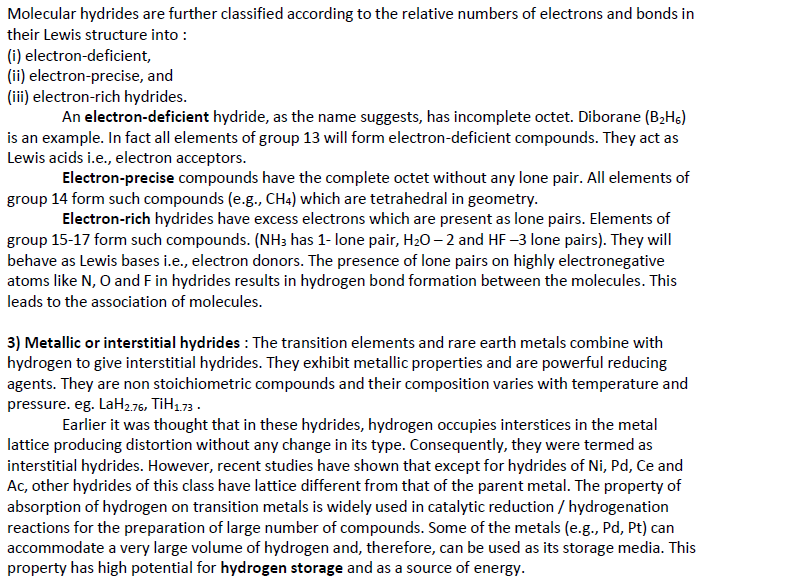 Molecular hydrides are further classified according to the relative numbers of electrons and bonds in
their Lewis structure into :
(i) electron-deficient,
(ii) electron-precise, and
(iii) electron-rich hydrides.
An electron-deficient hydride, as the name suggests, has incomplete octet. Diborane (B₂H₆)
is an example. In fact all elements of group 13 will form electron-deficient compounds. They act as
Lewis acids i.e., electron acceptors.
Electron-precise compounds have the complete octet without any lone pair. All elements of
group 14 form such compounds (e.g., CH₄) which are tetrahedral in geometry.
Electron-rich hydrides have excess electrons which are present as lone pairs. Elements of
group 15-17 form such compounds. (NH₃ has 1- lone pair, H₂O – 2 and HF –3 lone pairs). They will
behave as Lewis bases i.e., electron donors. The presence of lone pairs on highly electronegative
atoms like N, O and F in hydrides results in hydrogen bond formation between the molecules. This
leads to the association of molecules.
3) Metallic or interstitial hydrides : The transition elements and rare earth metals combine with
hydrogen to give interstitial hydrides. They exhibit metallic properties and are powerful reducing
agents. They are non stoichiometric compounds and their composition varies with temperature and
pressure. eg. LaH₂.₇₆, TiH₁.₇₃ .
Earlier it was thought that in these hydrides, hydrogen occupies interstices in the metal
lattice producing distortion without any change in its type. Consequently, they were termed as
interstitial hydrides. However, recent studies have shown that except for hydrides of Ni, Pd, Ce and
Ac, other hydrides of this class have lattice different from that of the parent metal. The property of
absorption of hydrogen on transition metals is widely used in catalytic reduction / hydrogenation
reactions for the preparation of large number of compounds. Some of the metals (e.g., Pd, Pt) can
accommodate a very large volume of hydrogen and, therefore, can be used as its storage media. This
property has high potential for hydrogen storage and as a source of energy.